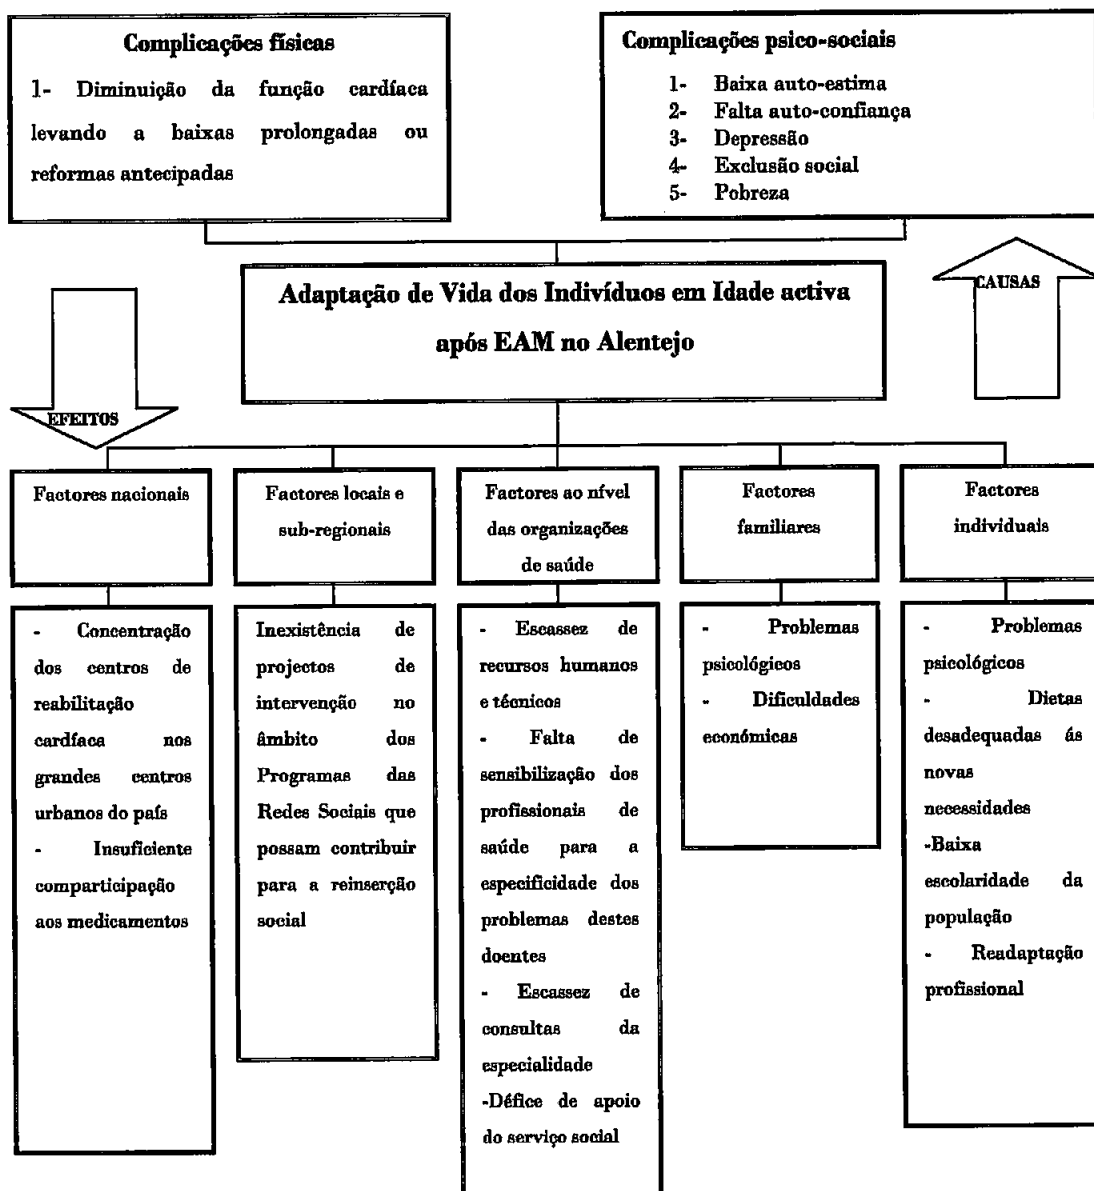 Complicações físicas
1- Diminuição da função cardíaca
levando a baixas prolongadas ou
reformas antecipadas
Complicações psico-sociais
1- Baixa auto-estima
2- Falta auto-confiança
3- Depressão
4- Exclusão social
5- Pobreza
Adaptação de Vida dos Indivíduos em Idade activa
após EAM no Alentejo
CAUSAS
EFEITOS
Factores nacionais
Factores locais e
sub-regionais
Factores ao nível
das organizações
de saúde
Factores
familiares
Factores
individuais
- Concentração
dos centros de
reabilitação
cardíaca nos
grandes centros
urbanos do país
- Insuficiente
comparticipação
aos medicamentos
Inexistência de
projectos de
intervenção no
âmbito dos
Programas das
Redes Sociais que
possam contribuir
para a reinserção
social
- Escassez de
recursos humanos
e técnicos
- Falta de
sensibilização dos
profissionais de
saúde para a
especificidade dos
problemas destes
doentes
- Escassez de
consultas da
especialidade
-Défice de apoio
do serviço social
- Problemas
psicológicos
- Dificuldades
económicas
- Problemas
psicológicos
- Dietas
desadequadas ás
novas
necessidades
-Baixa
escolaridade da
população
- Readaptação
profissional